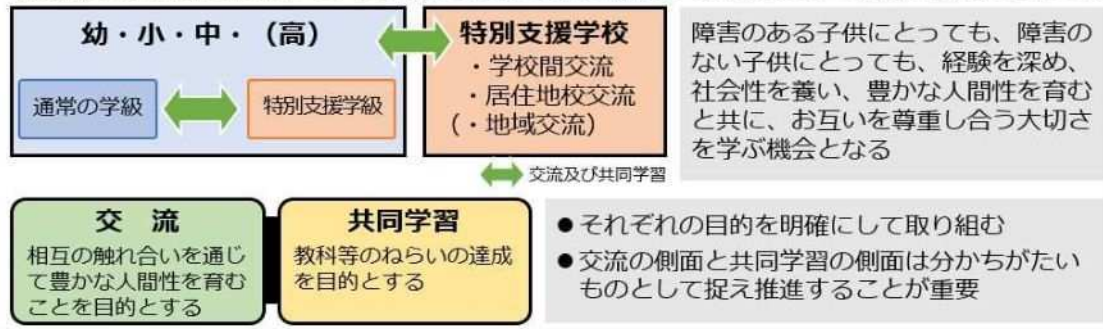 幼・小・中・（高）
通常の学級
特別支援学級
特別支援学校
・学校間交流
・居住地校交流
（・地域交流）
障害のある子供にとっても、障害の
ない子供にとっても、経験を深め、
社会性を養い、豊かな人間性を育む
と共に、お互いを尊重し合う大切さ
を学ぶ機会となる
交流及び共同学習
交　流
相互の触れ合いを通じ
て豊かな人間性を育む
ことを目的とする
共同学習
教科等のねらいの達成
を目的とする
●それぞれの目的を明確にして取り組む
●交流の側面と共同学習の側面は分かちがたい
ものとして捉え推進することが重要